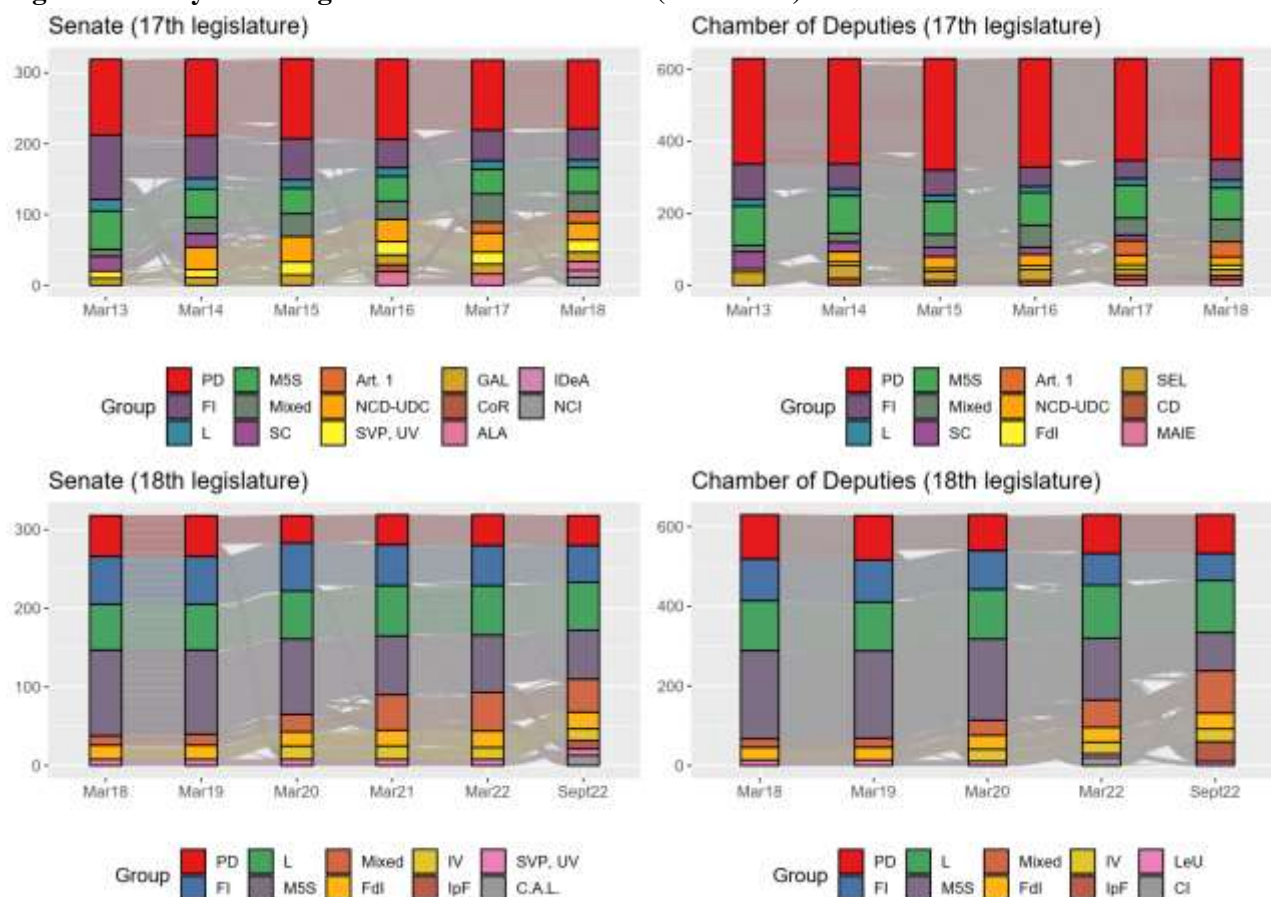 Senate (17th legislature)
300
200
100
0
Mar13 Mar14 Mar15 Mar16 Mar17 Mar18
Group
PD M5S Art. 1 GAL IDeA
FI Mixed NCD-UDC CoR NCI
L SC SVP, UV ALA
Chamber of Deputies (17th legislature)
600
400
200
0
Mar13 Mar14 Mar15 Mar16 Mar17 Mar18
Group
PD M5S Art. 1 SEL
FI Mixed NCD-UDC CD
L SC FdI MAIE
Senate (18th legislature)
300
200
100
0
Mar18 Mar19 Mar20 Mar21 Mar22 Sept22
Group
PD L Mixed IV SVP, UV
FI M5S FdI IpF C.A.L.
Chamber of Deputies (18th legislature)
600
400
200
0
Mar18 Mar19 Mar20 Mar22 Sept22
Group
PD L Mixed IV LeU
FI M5S FdI IpF CI